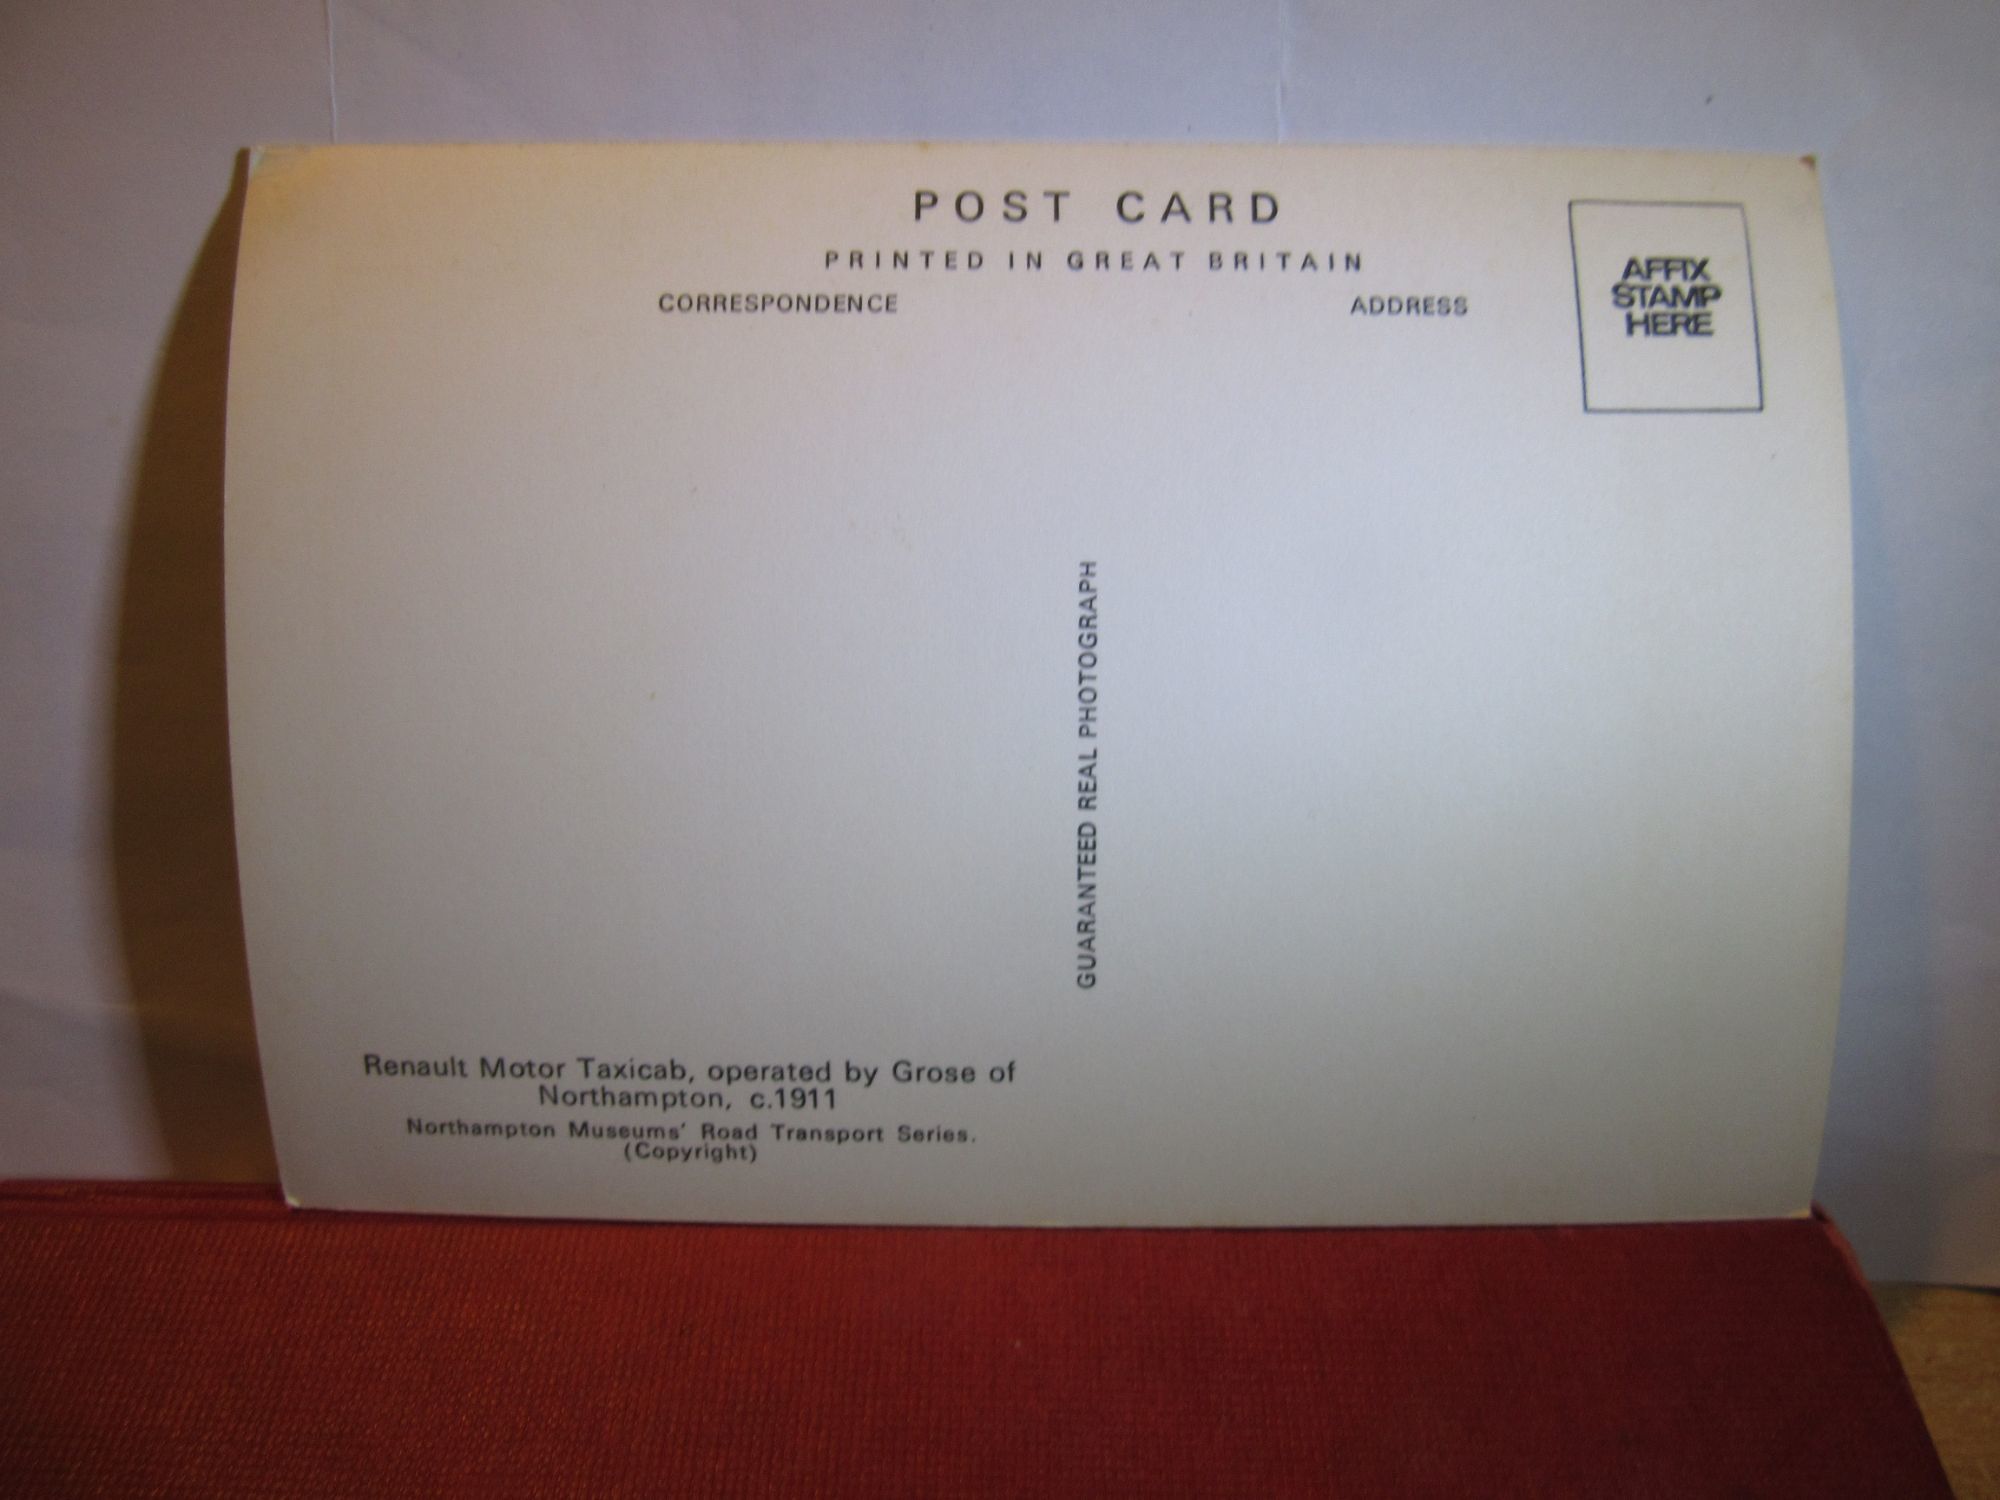 POST CARD
PRINTED IN GREAT BRITAIN
CORRESPONDENCE
ADDRESS
AFFIX
STAMP
HERE
GUARANTEED REAL PHOTOGRAPH
Renault Motor Taxicab, operated by Grose of
Northampton, c.1911
Northampton Museums' Road Transport Series.
(Copyright)